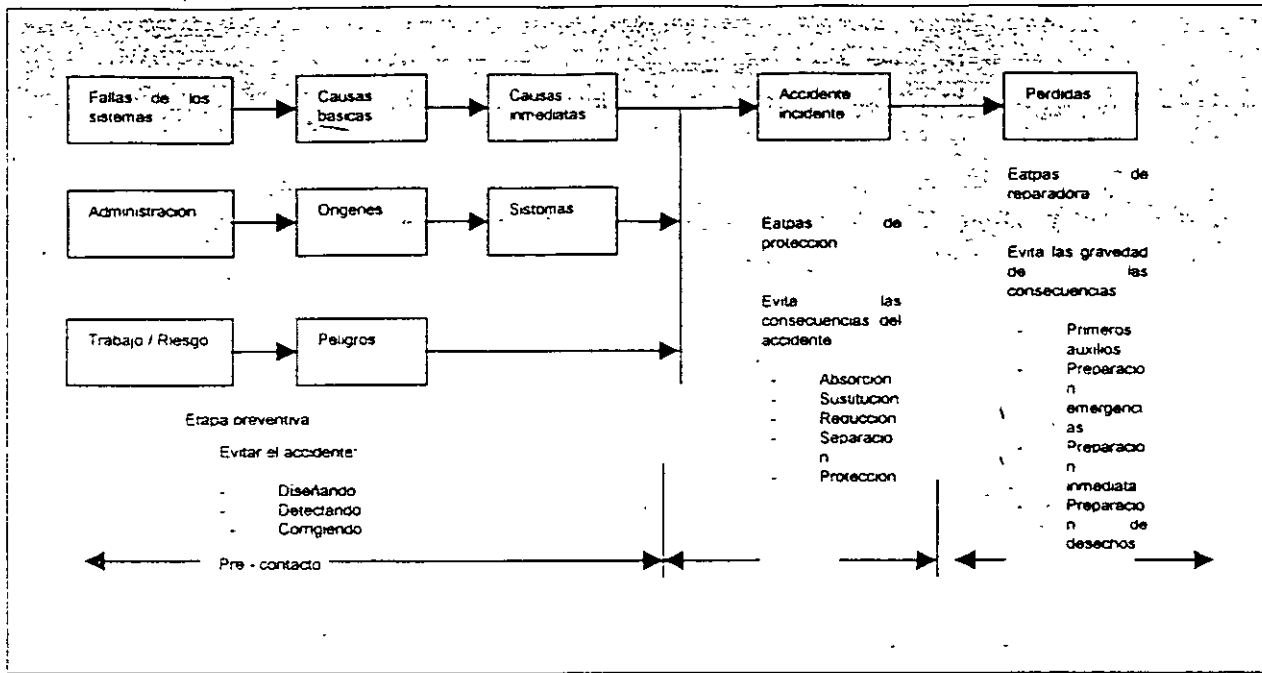 Fallas de los
sistemas
Causas
basicas
Causas
inmediatas
Accidente
incidente
Perdidas
Administración
Orígenes
Sistomas
Trabajo / Riesgo
Peligros
Etapa preventiva
Evitar el accidente:
- Diseñando
- Detectando
- Corrigiendo
Eatpas de
proteccion
Evita las
consecuencias del
accidente
- Absorcion
- Sustitucion
- Reduccion
- Separacio
n
- Proteccion
Eatpas de
reparadora
Evita las gravedad
de las
consecuencias
- Primeros
auxilios
- Preparacio
n
emergenci
as
- Preparacio
n
inmediata
- Preparacio
n de
desechos
Pre - contacto